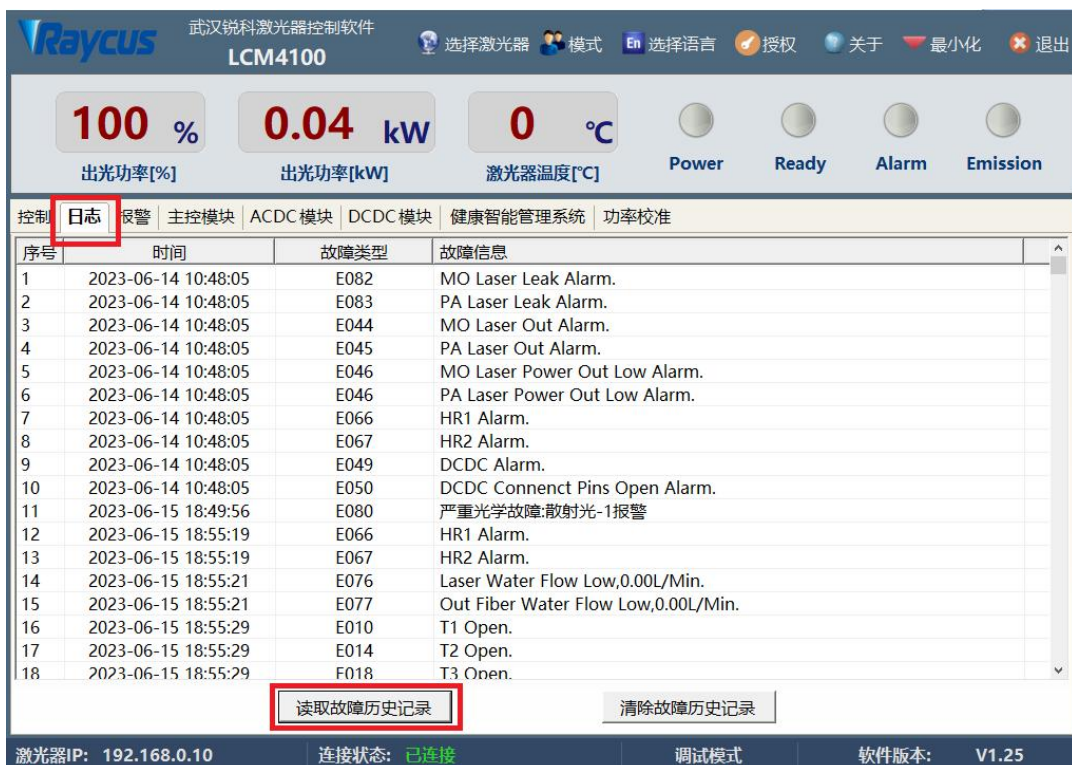 Raycus
武汉锐科激光器控制软件
LCM4100
选择激光器 模式 En 选择语言 授权 关于 最小化 退出
100 % 0.04 kW 0 ℃
出光功率[%] 出光功率[kW] 激光器温度[℃] Power Ready Alarm Emission
控制 日志 报警 主控模块 ACDC模块 DCDC模块 健康智能管理系统 功率校准
序号 时间 故障类型 故障信息
1 2023-06-14 10:48:05 E082 MO Laser Leak Alarm.
2 2023-06-14 10:48:05 E083 PA Laser Leak Alarm.
3 2023-06-14 10:48:05 E044 MO Laser Out Alarm.
4 2023-06-14 10:48:05 E045 PA Laser Out Alarm.
5 2023-06-14 10:48:05 E046 MO Laser Power Out Low Alarm.
6 2023-06-14 10:48:05 E046 PA Laser Power Out Low Alarm.
7 2023-06-14 10:48:05 E066 HR1 Alarm.
8 2023-06-14 10:48:05 E067 HR2 Alarm.
9 2023-06-14 10:48:05 E049 DCDC Alarm.
10 2023-06-14 10:48:05 E050 DCDC Connenct Pins Open Alarm.
11 2023-06-15 18:49:56 E080 严重光学故障:散射光-1报警
12 2023-06-15 18:55:19 E066 HR1 Alarm.
13 2023-06-15 18:55:19 E067 HR2 Alarm.
14 2023-06-15 18:55:21 E076 Laser Water Flow Low,0.00L/Min.
15 2023-06-15 18:55:21 E077 Out Fiber Water Flow Low,0.00L/Min.
16 2023-06-15 18:55:29 E010 T1 Open.
17 2023-06-15 18:55:29 E014 T2 Open.
18 2023-06-15 18:55:29 E018 T3 Open.
读取故障历史记录 清除故障历史记录
激光器IP: 192.168.0.10 连接状态: 已连接 调试模式 软件版本: V1.25